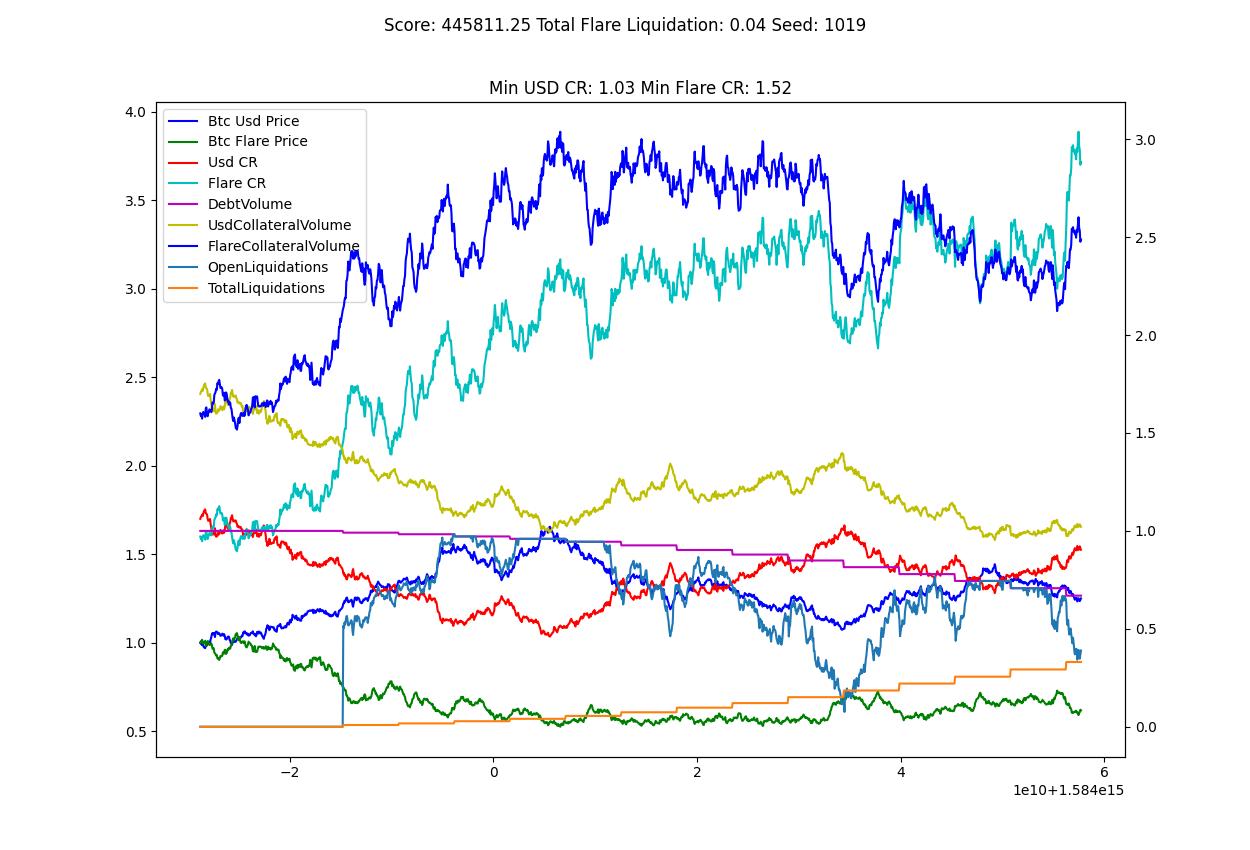 Score: 445811.25 Total Flare Liquidation: 0.04 Seed: 1019
Min USD CR: 1.03 Min Flare CR: 1.52
Btc Usd Price
Btc Flare Price
Usd CR
Flare CR
DebtVolume
UsdCollateralVolume
FlareCollateralVolume
OpenLiquidations
TotalLiquidations
4.0
3.5
3.0
2.5
2.0
1.5
1.0
0.5
3.0
2.5
2.0
1.5
1.0
0.5
0.0
−2 0 2 4 6
1e10+1.584e15